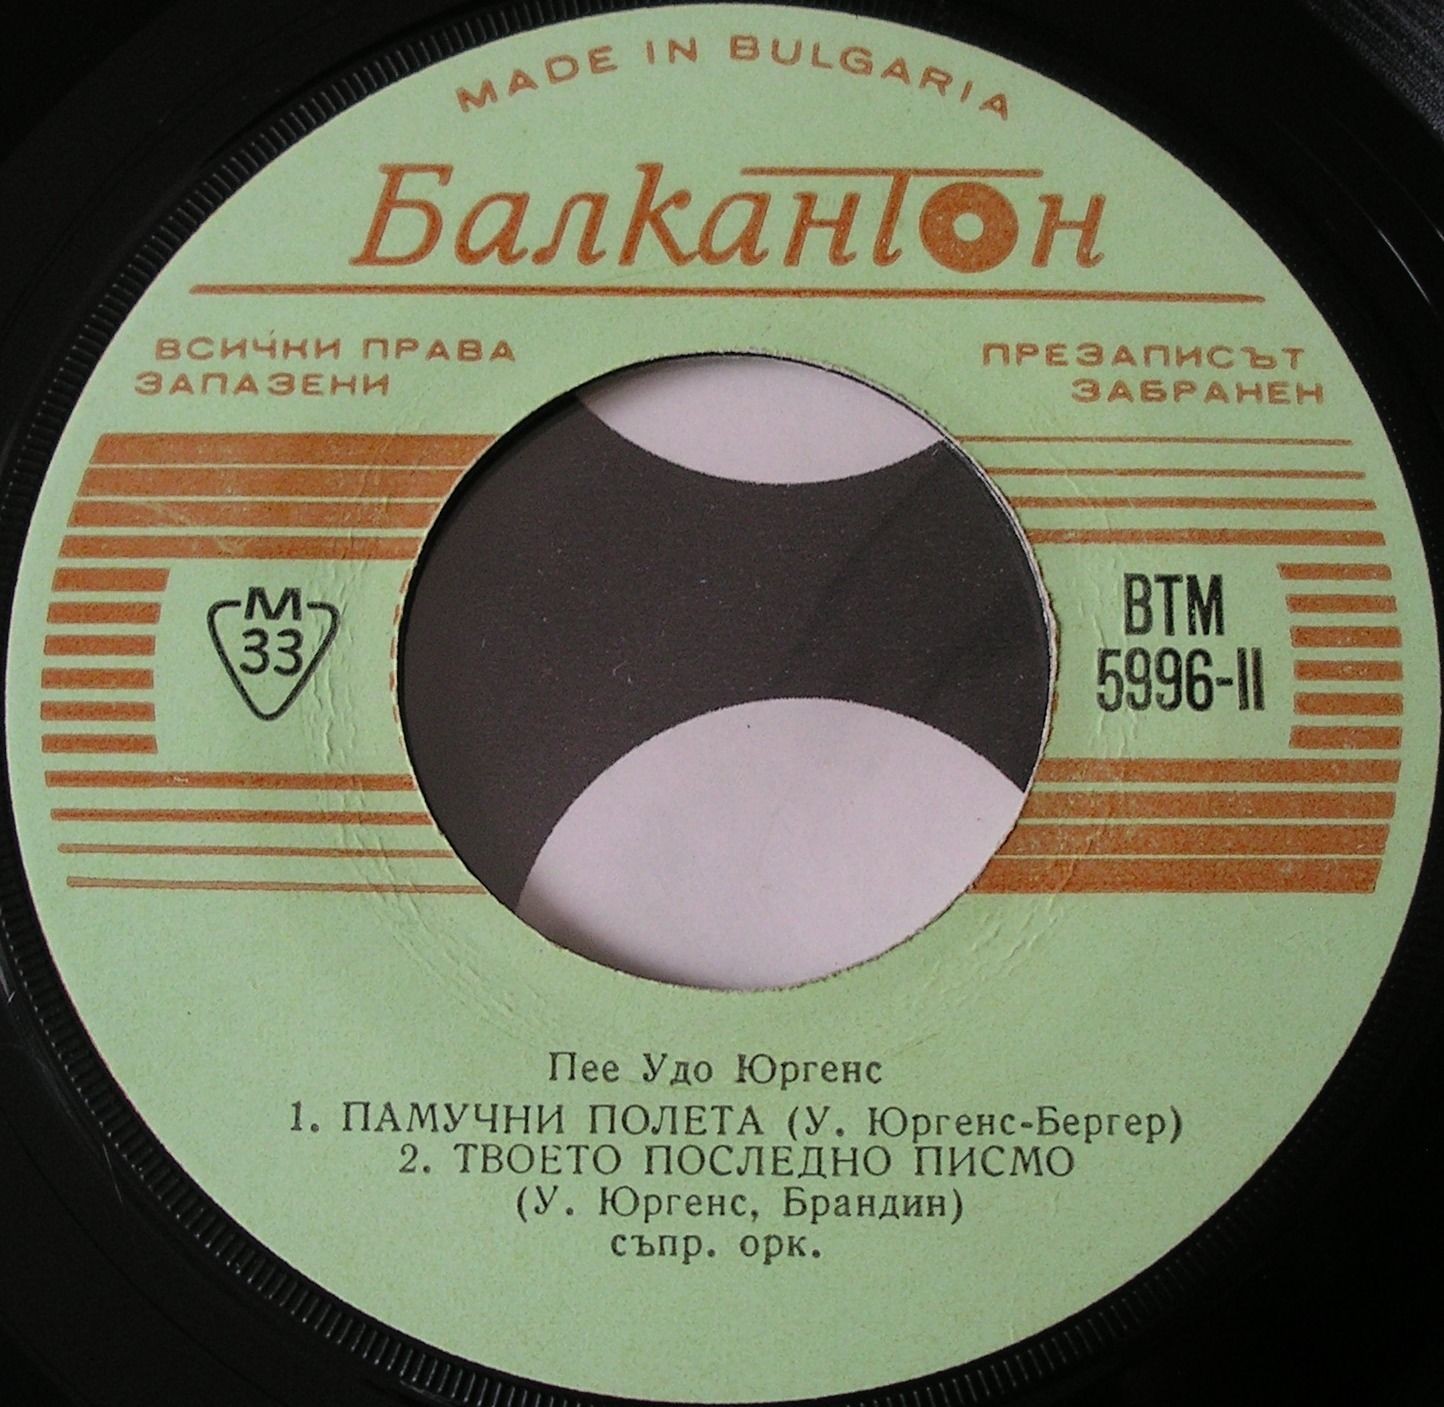 MADE IN BULGARIA
Балкантон
ВСИЧКИ ПРАВА
ЗАПАЗЕНИ
ПРЕЗАПИСЪТ
ЗАБРАНЕН
М
33
ВТМ
5996-II
Пее Удо Юргенс
1. ПАМУЧНИ ПОЛЕТА (У. Юргенс-Бергер)
2. ТВОЕТО ПОСЛЕДНО ПИСМО
(У. Юргенс, Брандин)
съпр. орк.